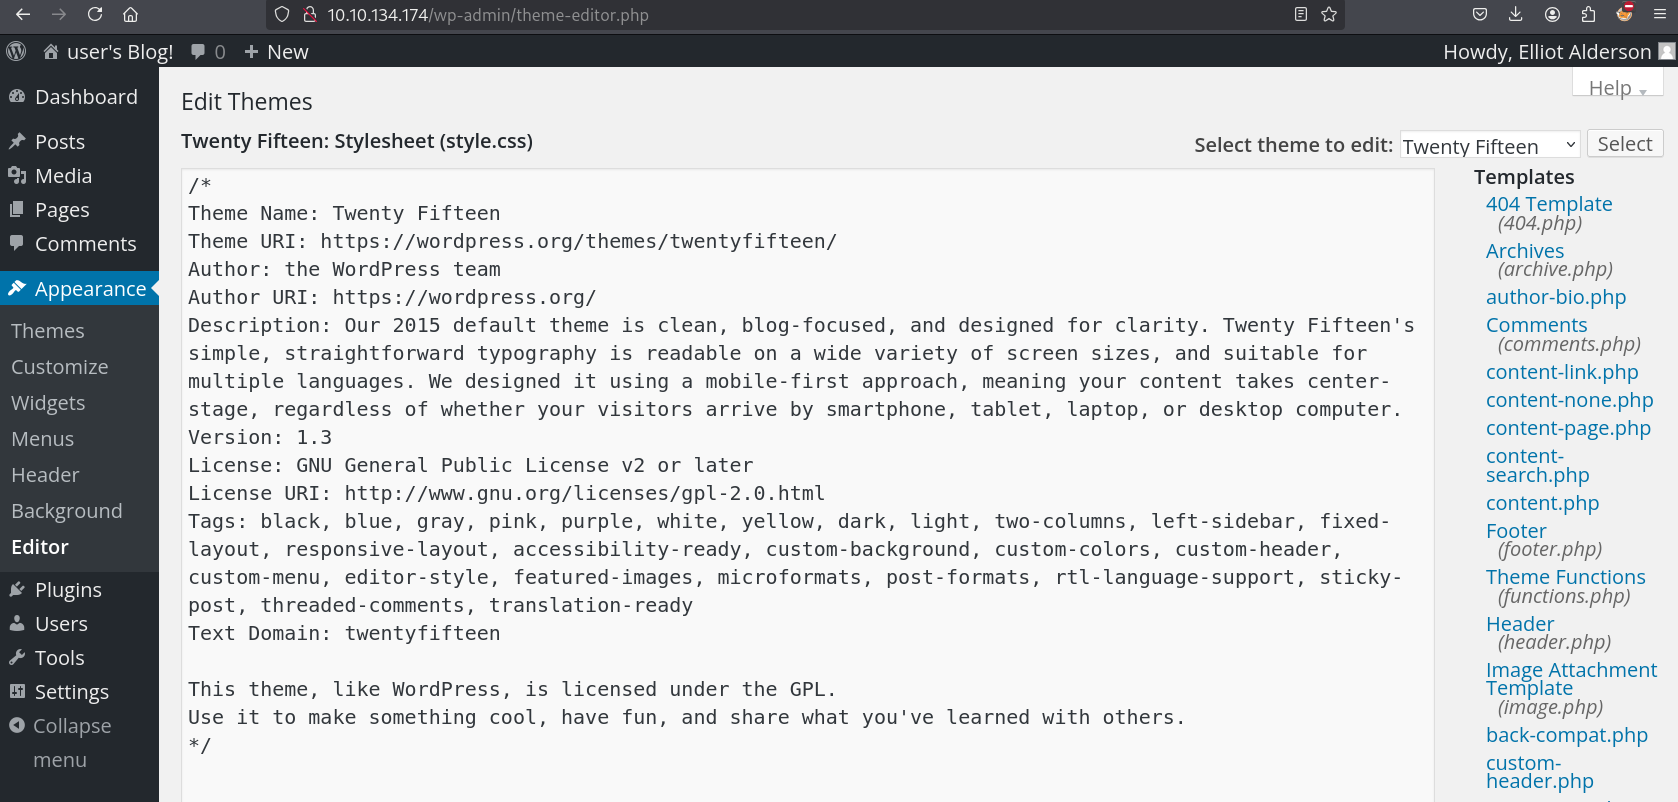 10.10.134.174/wp-admin/theme-editor.php
user's Blog! 0 + New Howdy, Elliot Alderson
Dashboard
Posts
Media
Pages
Comments
Appearance
Themes
Customize
Widgets
Menus
Header
Background
Editor
Plugins
Users
Tools
Settings
Collapse
menu
Help
Edit Themes
Twenty Fifteen: Stylesheet (style.css)
Select theme to edit: Twenty Fifteen Select
/*
Theme Name: Twenty Fifteen
Theme URI: https://wordpress.org/themes/twentyfifteen/
Author: the WordPress team
Author URI: https://wordpress.org/
Description: Our 2015 default theme is clean, blog-focused, and designed for clarity. Twenty Fifteen's
simple, straightforward typography is readable on a wide variety of screen sizes, and suitable for
multiple languages. We designed it using a mobile-first approach, meaning your content takes center-
stage, regardless of whether your visitors arrive by smartphone, tablet, laptop, or desktop computer.
Version: 1.3
License: GNU General Public License v2 or later
License URI: http://www.gnu.org/licenses/gpl-2.0.html
Tags: black, blue, gray, pink, purple, white, yellow, dark, light, two-columns, left-sidebar, fixed-
layout, responsive-layout, accessibility-ready, custom-background, custom-colors, custom-header,
custom-menu, editor-style, featured-images, microformats, post-formats, rtl-language-support, sticky-
post, threaded-comments, translation-ready
Text Domain: twentyfifteen
This theme, like WordPress, is licensed under the GPL.
Use it to make something cool, have fun, and share what you've learned with others.
*/
Templates
404 Template
(404.php)
Archives
(archive.php)
author-bio.php
Comments
(comments.php)
content-link.php
content-none.php
content-page.php
content-
search.php
content.php
Footer
(footer.php)
Theme Functions
(functions.php)
Header
(header.php)
Image Attachment
Template
(image.php)
back-compat.php
custom-
header.php